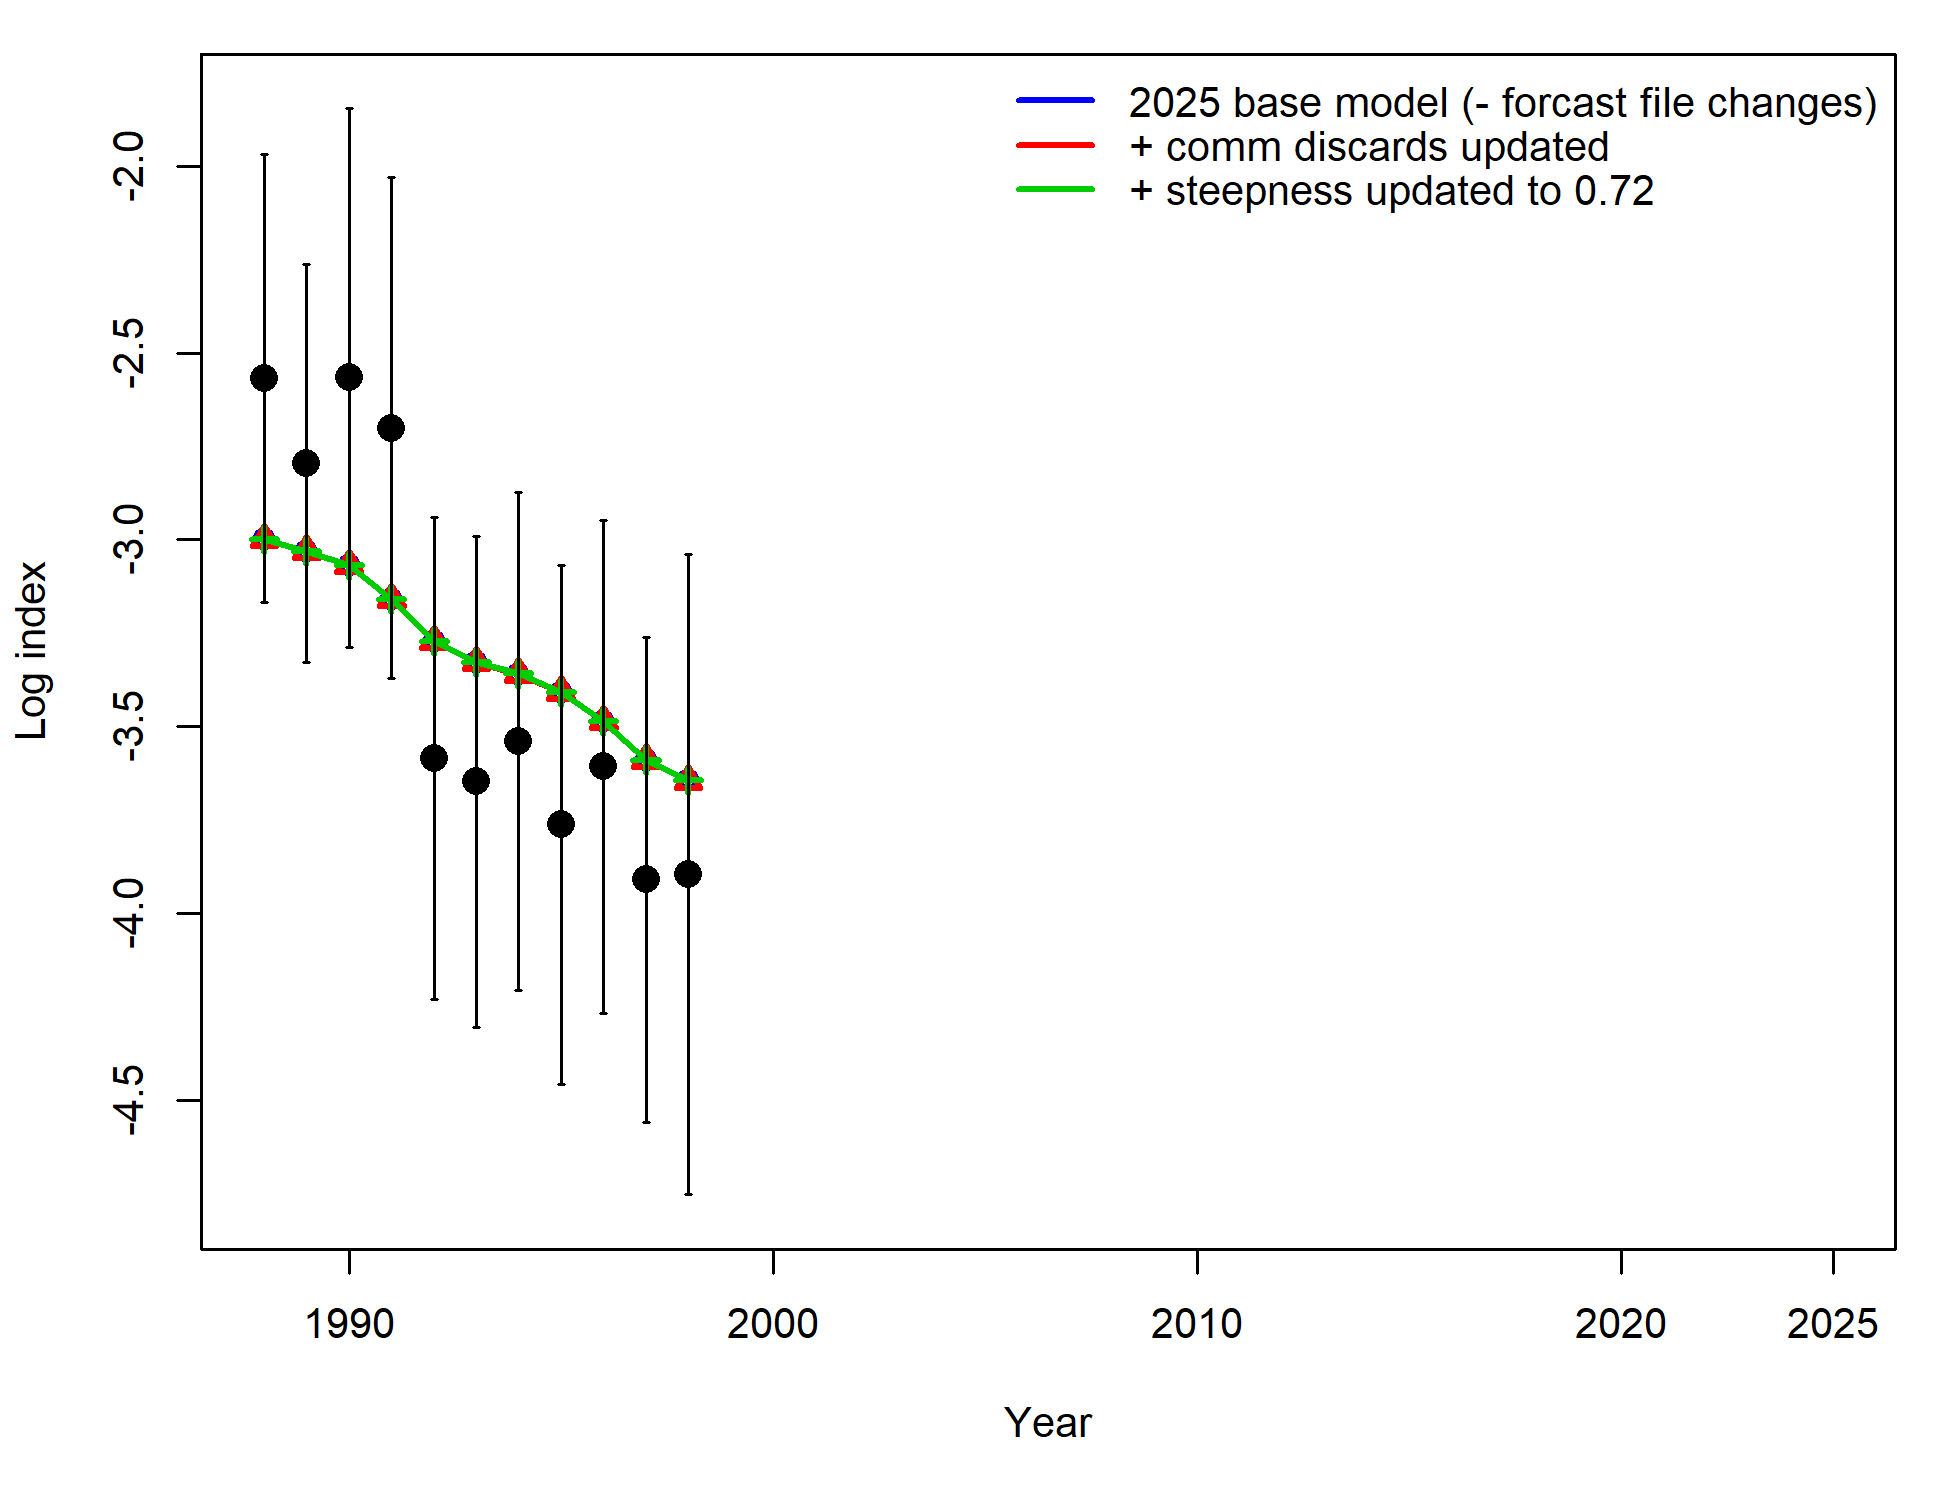 2025 base model (- forcast file changes)
+ comm discards updated
+ steepness updated to 0.72
Log index
-2.0
-2.5
-3.0
-3.5
-4.0
-4.5
1990
2000
2010
2020
2025
Year